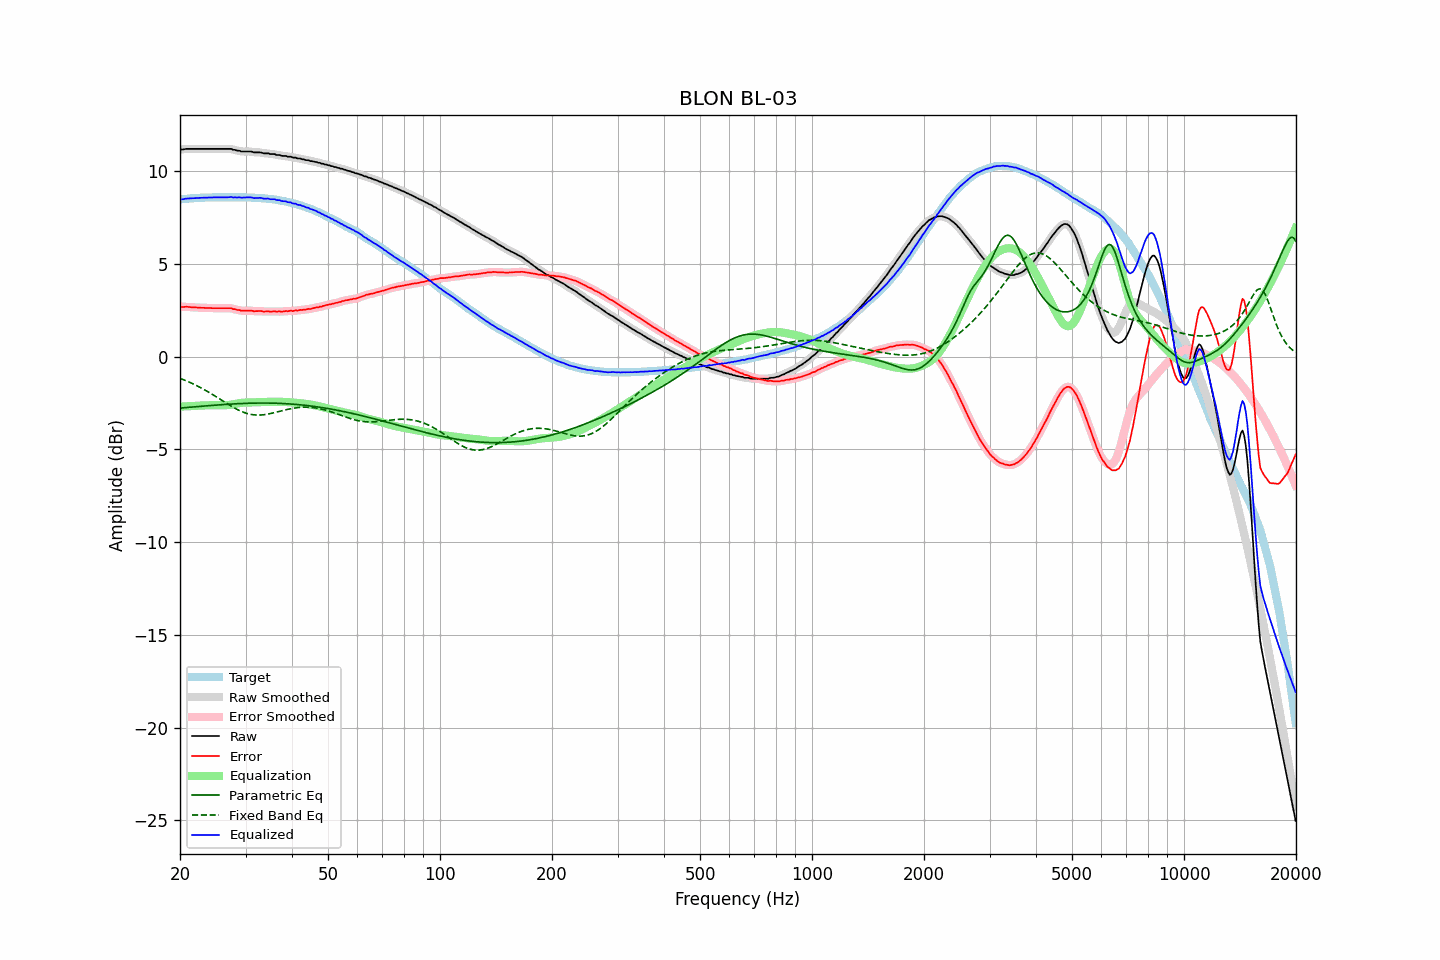 BLON BL-03
Amplitude (dBr)
10
5
0
−5
−10
−15
−20
−25
Target
Raw Smoothed
Error Smoothed
Raw
Error
Equalization
Parametric Eq
Fixed Band Eq
Equalized
20 50 100 200 500 1000 2000 5000 10000 20000
Frequency (Hz)